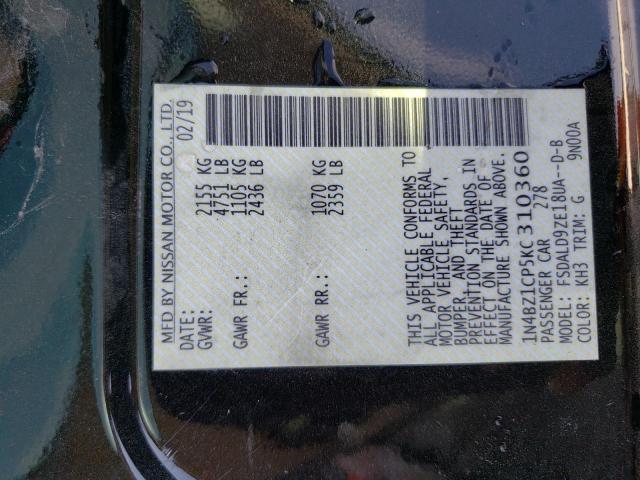 MFD BY NISSAN MOTOR CO., LTD.
DATE: 02/19
GVWR: 2155 KG
4751 LB
GAWR FR.: 1105 KG
2436 LB
GAWR RR.: 1070 KG
2359 LB
THIS VEHICLE CONFORMS TO
ALL APPLICABLE FEDERAL
MOTOR VEHICLE SAFETY,
BUMPER, AND THEFT
PREVENTION STANDARDS IN
EFFECT ON THE DATE OF
MANUFACTURE SHOWN ABOVE.
1N4BZ1CP5KC310360
PASSENGER CAR 278
MODEL: FSDALD9ZE18UA--D-B
COLOR: KH3 TRIM: G 9N00A